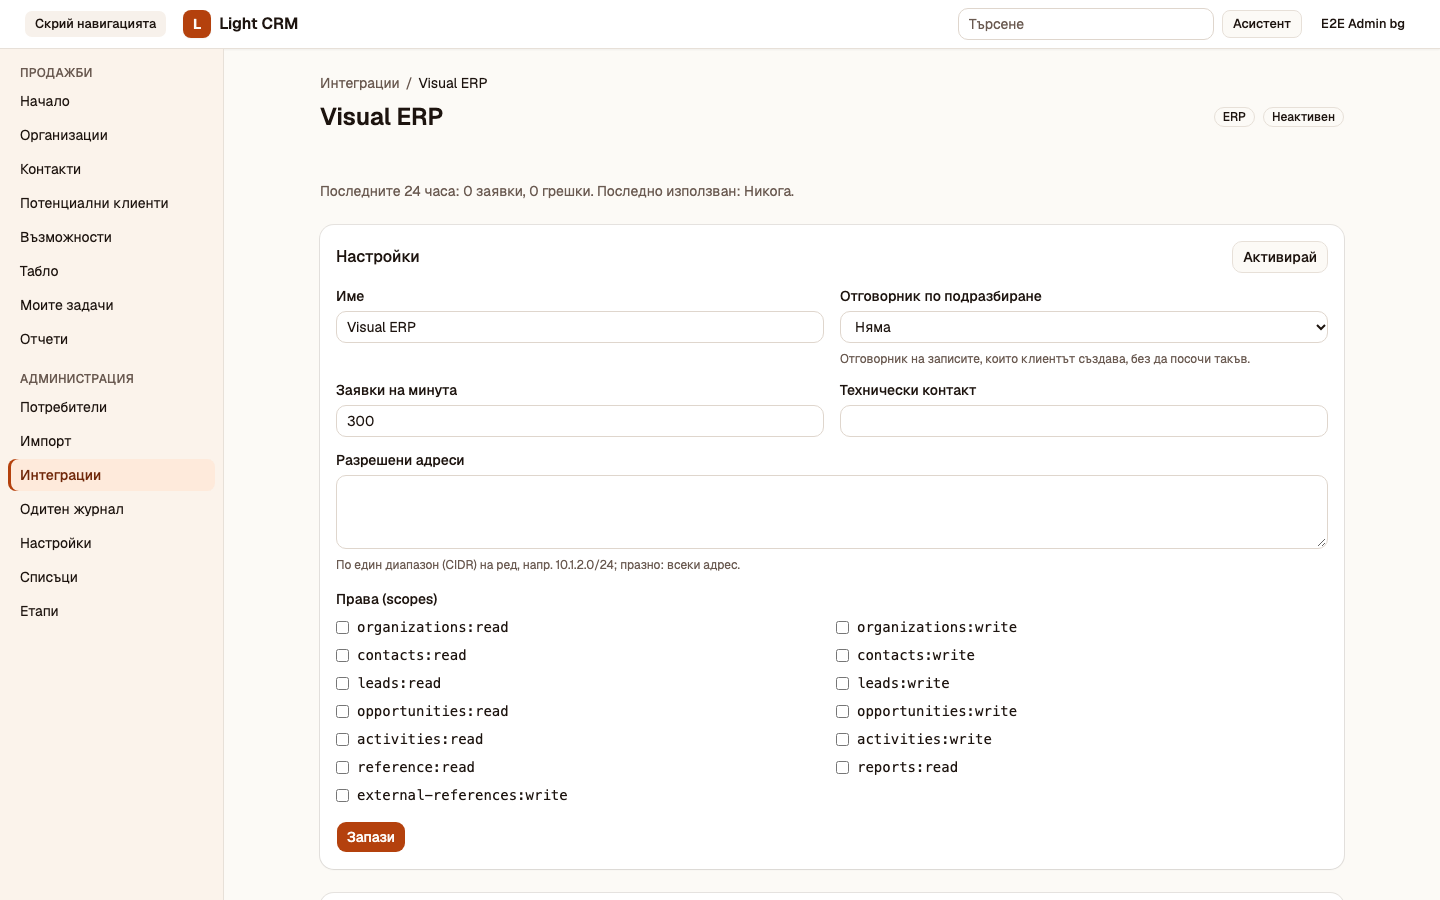 Скрий навигацията
L
Light CRM
Търсене
Асистент
E2E Admin bg
ПРОДАЖБИ
Начало
Организации
Контакти
Потенциални клиенти
Възможности
Табло
Моите задачи
Отчети
АДМИНИСТРАЦИЯ
Потребители
Импорт
Интеграции
Одитен журнал
Настройки
Списъци
Етапи
Интеграции / Visual ERP
Visual ERP
ERP
Неактивен
Последните 24 часа: 0 заявки, 0 грешки. Последно използван: Никога.
Настройки
Активирай
Име
Visual ERP
Отговорник по подразбиране
Няма
Отговорник на записите, които клиентът създава, без да посочи такъв.
Заявки на минута
300
Технически контакт
Разрешени адреси
По един диапазон (CIDR) на ред, напр. 10.1.2.0/24; празно: всеки адрес.
Права (scopes)
organizations:read
organizations:write
contacts:read
contacts:write
leads:read
leads:write
opportunities:read
opportunities:write
activities:read
activities:write
reference:read
reports:read
external-references:write
Запази